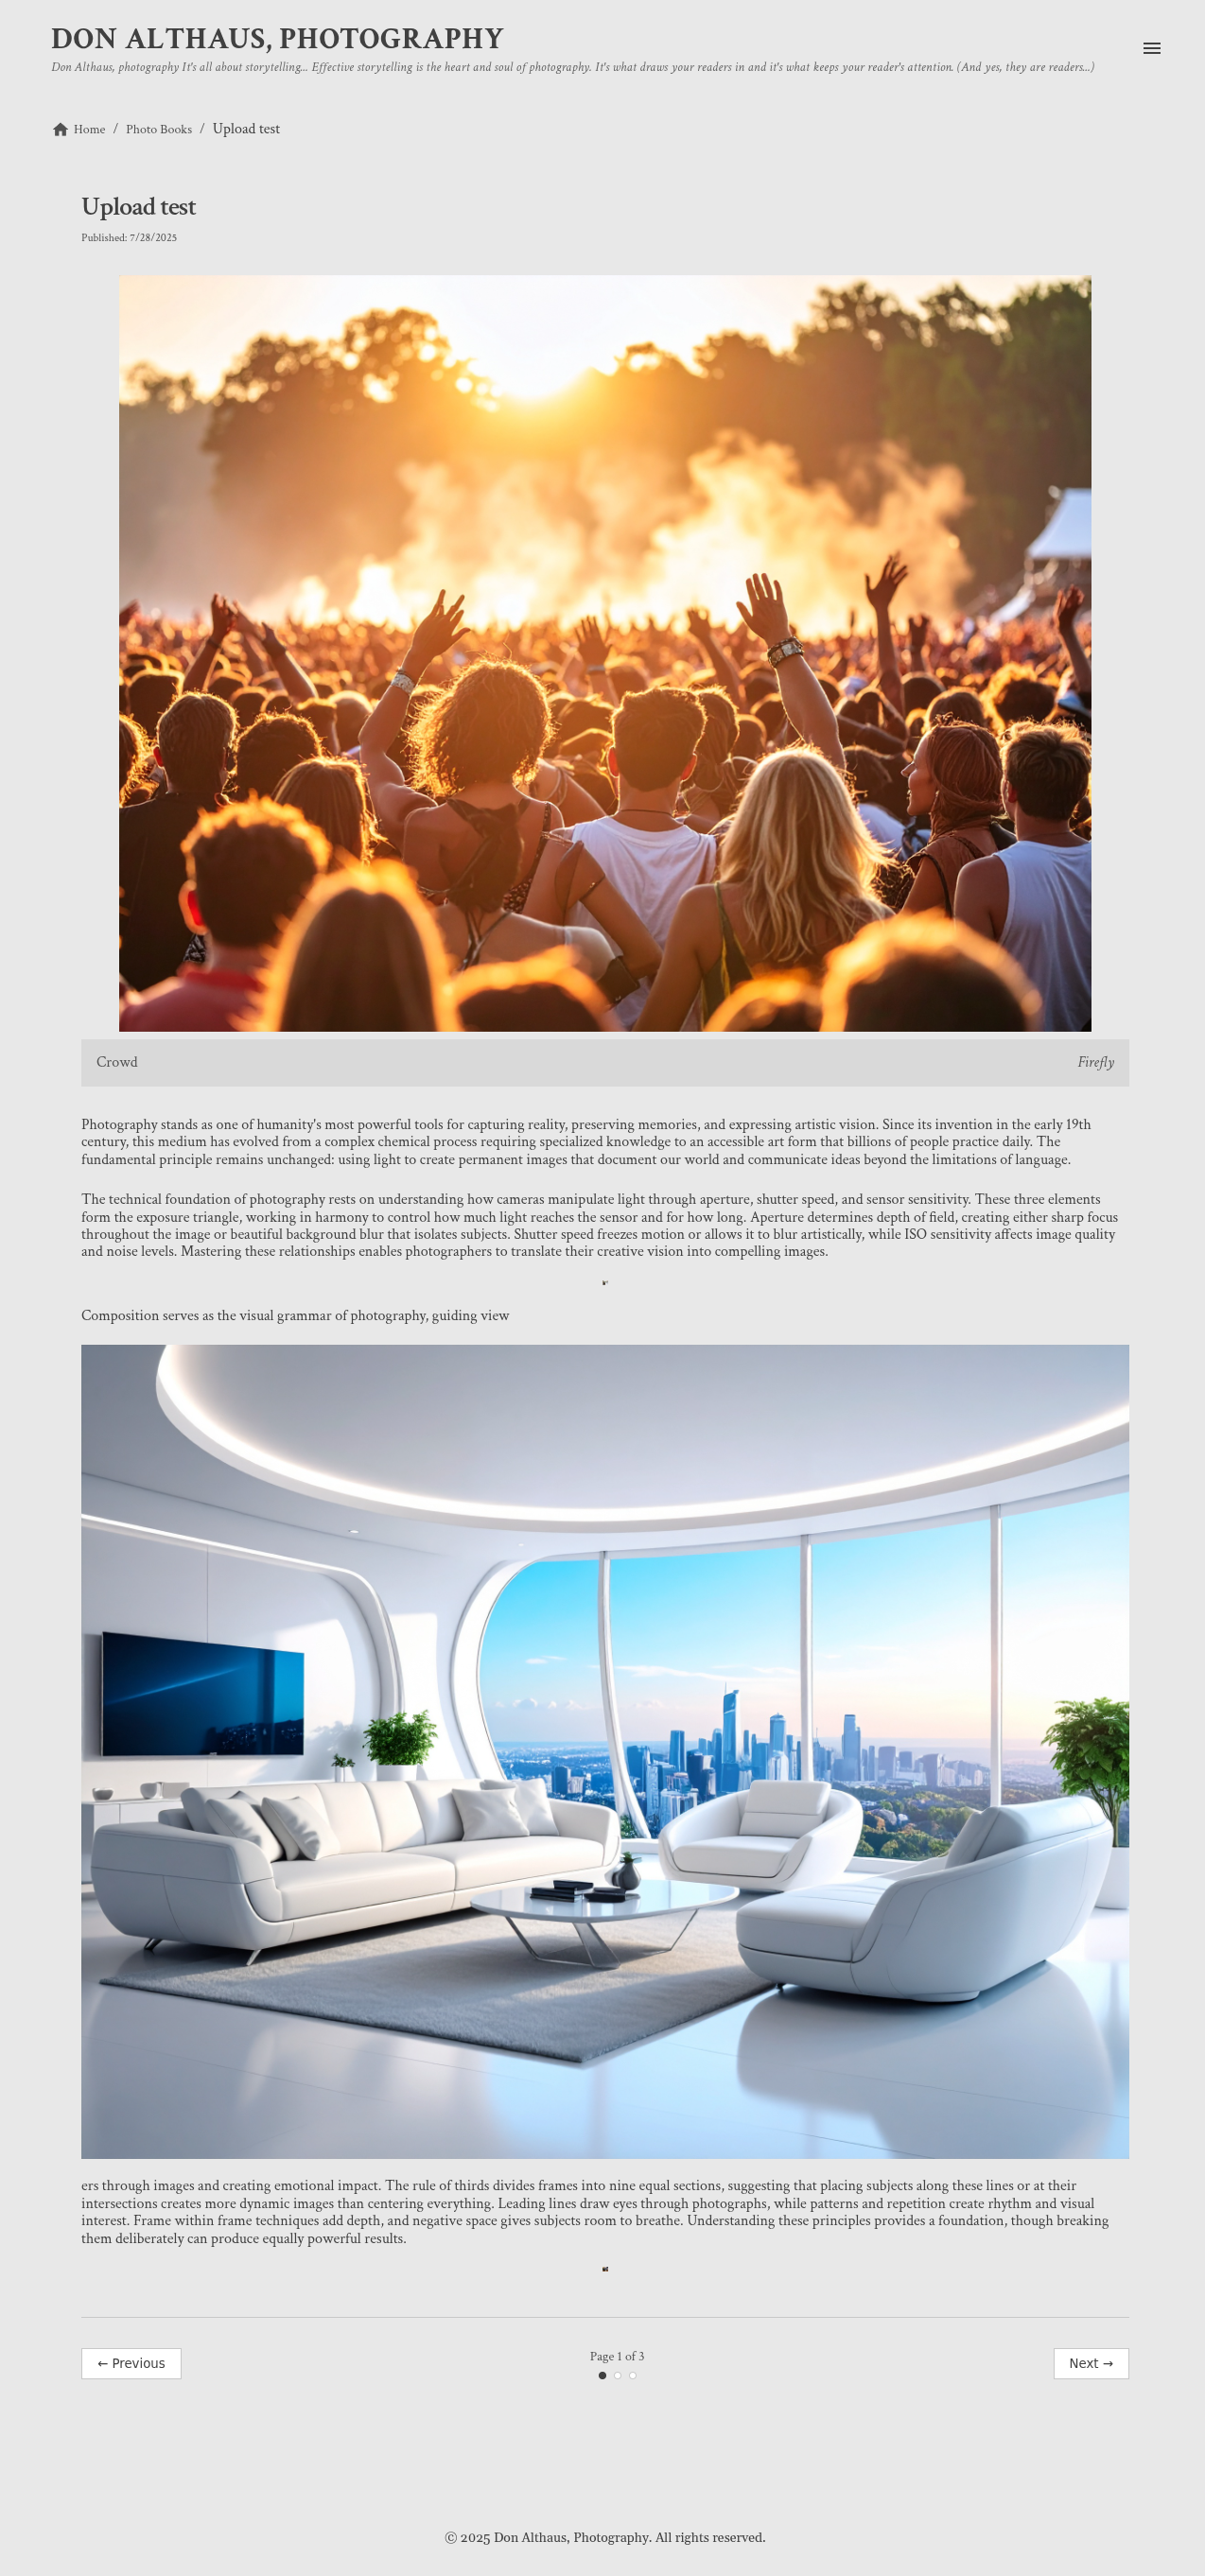 DON ALTHAUS, PHOTOGRAPHY
Don Althaus, photography It's all about storytelling... Effective storytelling is the heart and soul of photography. It's what draws your readers in and it's what keeps your reader's attention. (And yes, they are readers...)
Home / Photo Books / Upload test
Upload test
Published: 7/28/2025
Crowd Firefly
Photography stands as one of humanity's most powerful tools for capturing reality, preserving memories, and expressing artistic vision. Since its invention in the early 19th
century, this medium has evolved from a complex chemical process requiring specialized knowledge to an accessible art form that billions of people practice daily. The
fundamental principle remains unchanged: using light to create permanent images that document our world and communicate ideas beyond the limitations of language.
The technical foundation of photography rests on understanding how cameras manipulate light through aperture, shutter speed, and sensor sensitivity. These three elements
form the exposure triangle, working in harmony to control how much light reaches the sensor and for how long. Aperture determines depth of field, creating either sharp focus
throughout the image or beautiful background blur that isolates subjects. Shutter speed freezes motion or allows it to blur artistically, while ISO sensitivity affects image quality
and noise levels. Mastering these relationships enables photographers to translate their creative vision into compelling images.
Composition serves as the visual grammar of photography, guiding view
ers through images and creating emotional impact. The rule of thirds divides frames into nine equal sections, suggesting that placing subjects along these lines or at their
intersections creates more dynamic images than centering everything. Leading lines draw eyes through photographs, while patterns and repetition create rhythm and visual
interest. Frame within frame techniques add depth, and negative space gives subjects room to breathe. Understanding these principles provides a foundation, though breaking
them deliberately can produce equally powerful results.
← Previous
Page 1 of 3
Next →
© 2025 Don Althaus, Photography. All rights reserved.